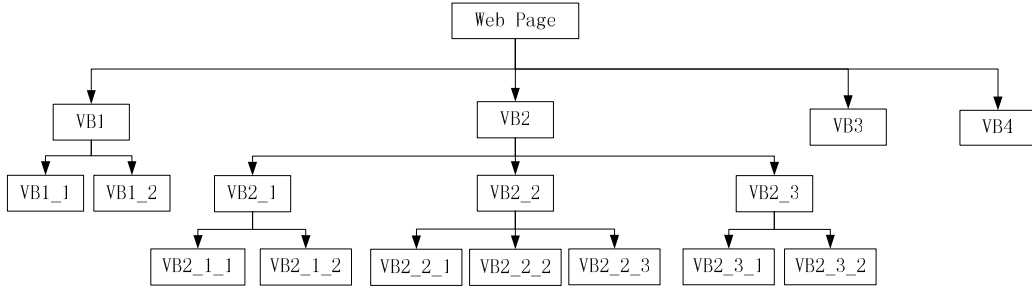 Web Page
VB1
VB2
VB3
VB4
VB1_1
VB1_2
VB2_1
VB2_2
VB2_3
VB2_1_1
VB2_1_2
VB2_2_1
VB2_2_2
VB2_2_3
VB2_3_1
VB2_3_2